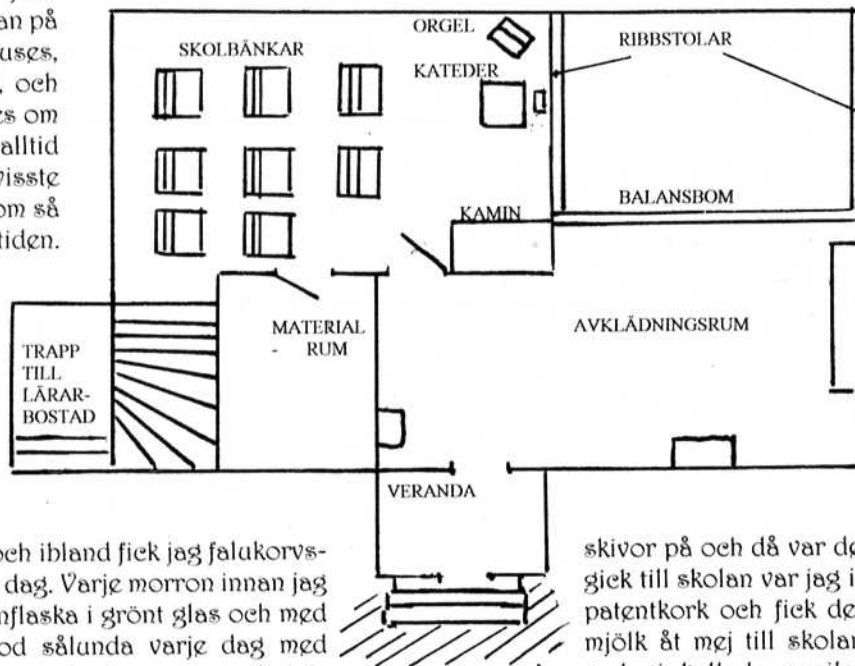 an på
uses,
, och
es om
alltid
visste
om så
tiden.
SKOLBÄNKAR
ORGEL
KATEDER
RIBBSTOLAR
KAMIN
BALANSBOM
MATERIAL
- RUM
AVKLÄDNINGSRUM
TRAPP
TILL
LÄRAR-
BOSTAD
VERANDA
och ibland fick jag falukorvs-
dag. Varje morron innan jag
nflaska i grönt glas och med
od sålunda varje dag med
skivor på och då var de
gick till skolan var jag i
patentkork och fick de
mjölk åt mej till skolan